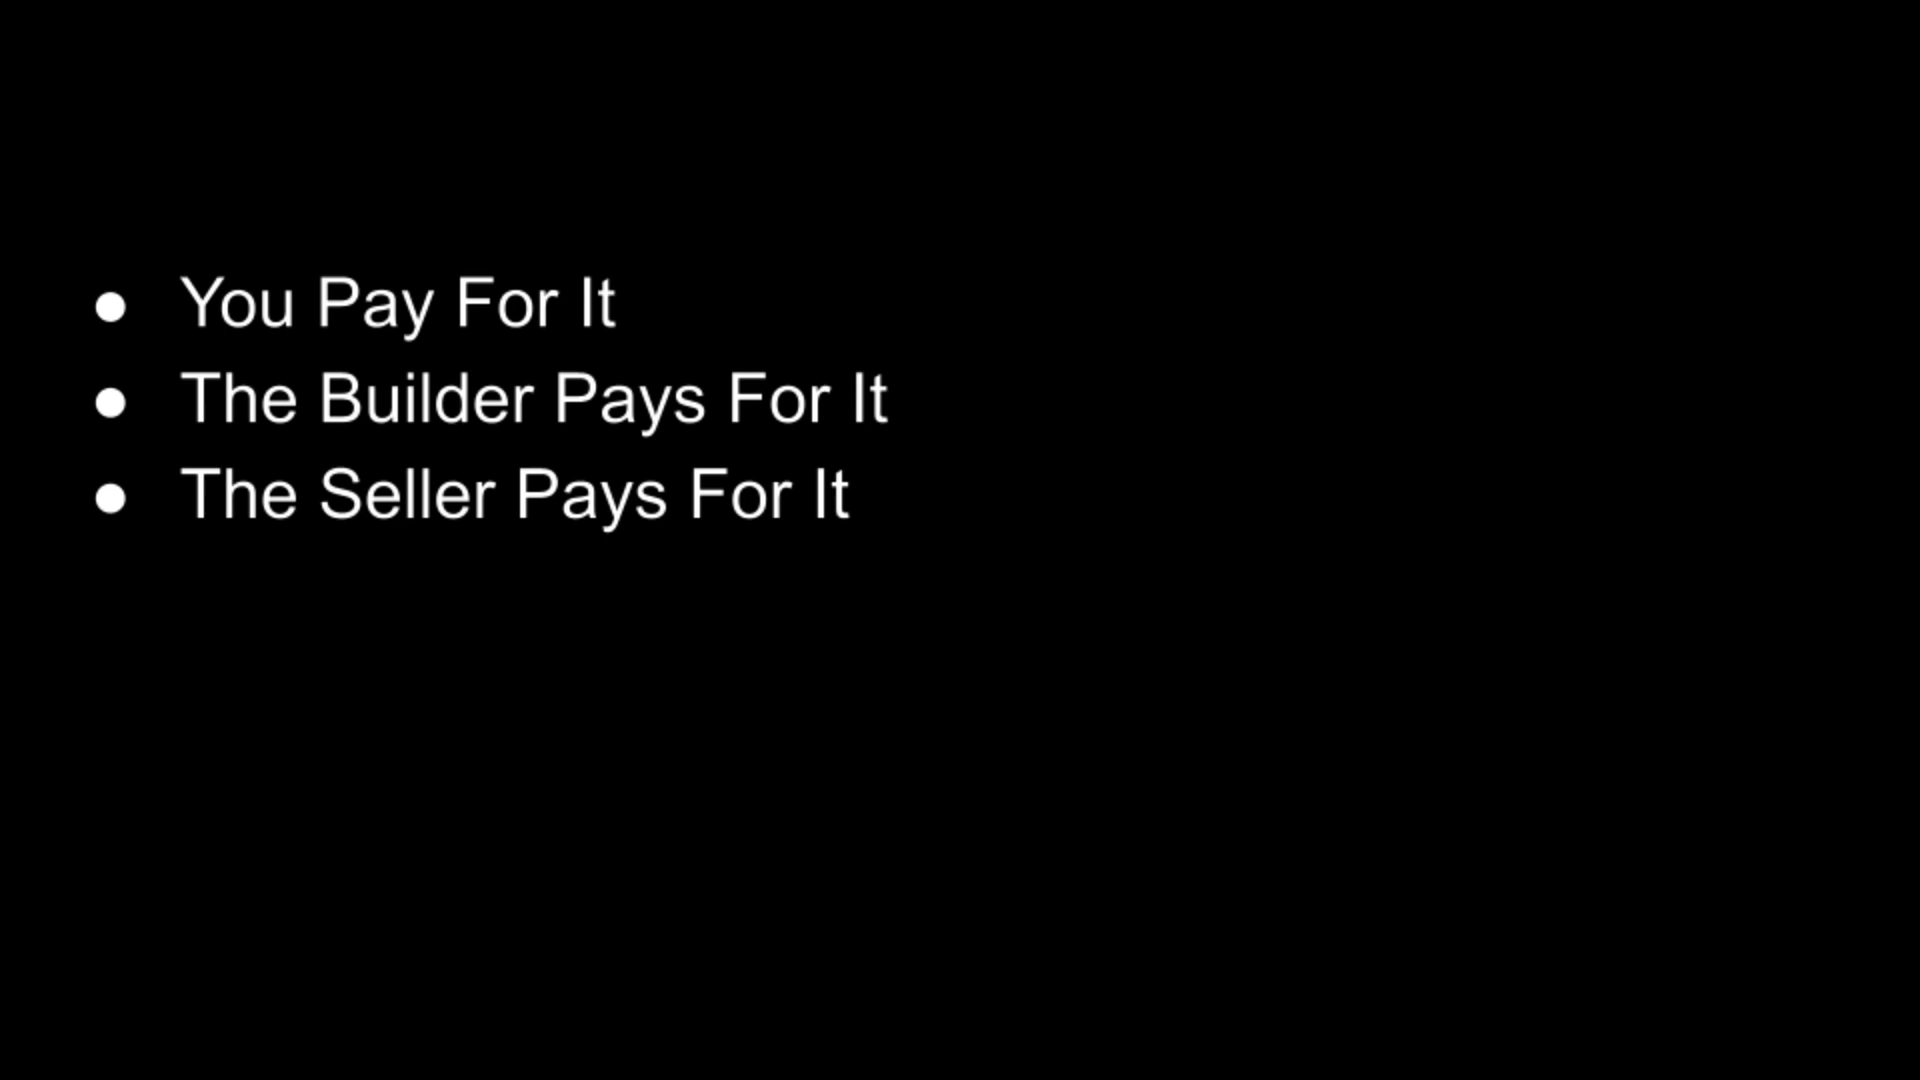 ● You Pay For It
● The Builder Pays For It
● The Seller Pays For It